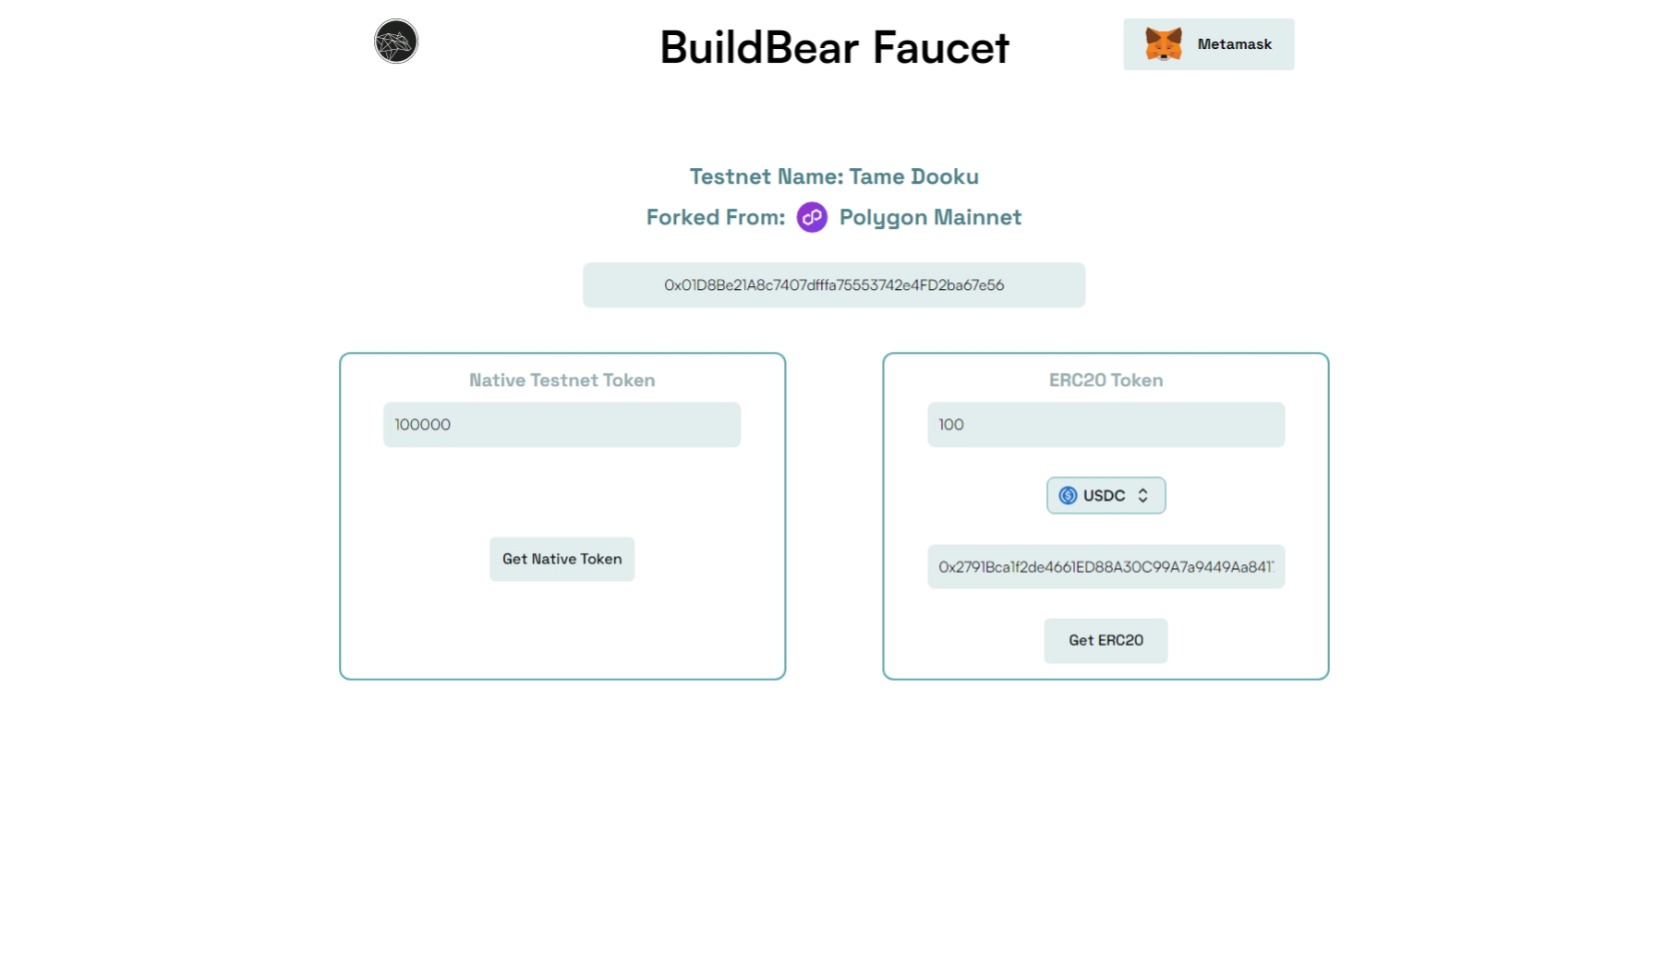 BuildBear Faucet
Metamask
Testnet Name: Tame Dooku
Forked From: Polygon Mainnet
0x01D8Be21A8c7407dfffa75553742e4FD2ba67e56
Native Testnet Token
100000
Get Native Token
ERC20 Token
100
USDC
0x2791Bca1f2de4661ED88A30C99A7a9449Aa841
Get ERC20